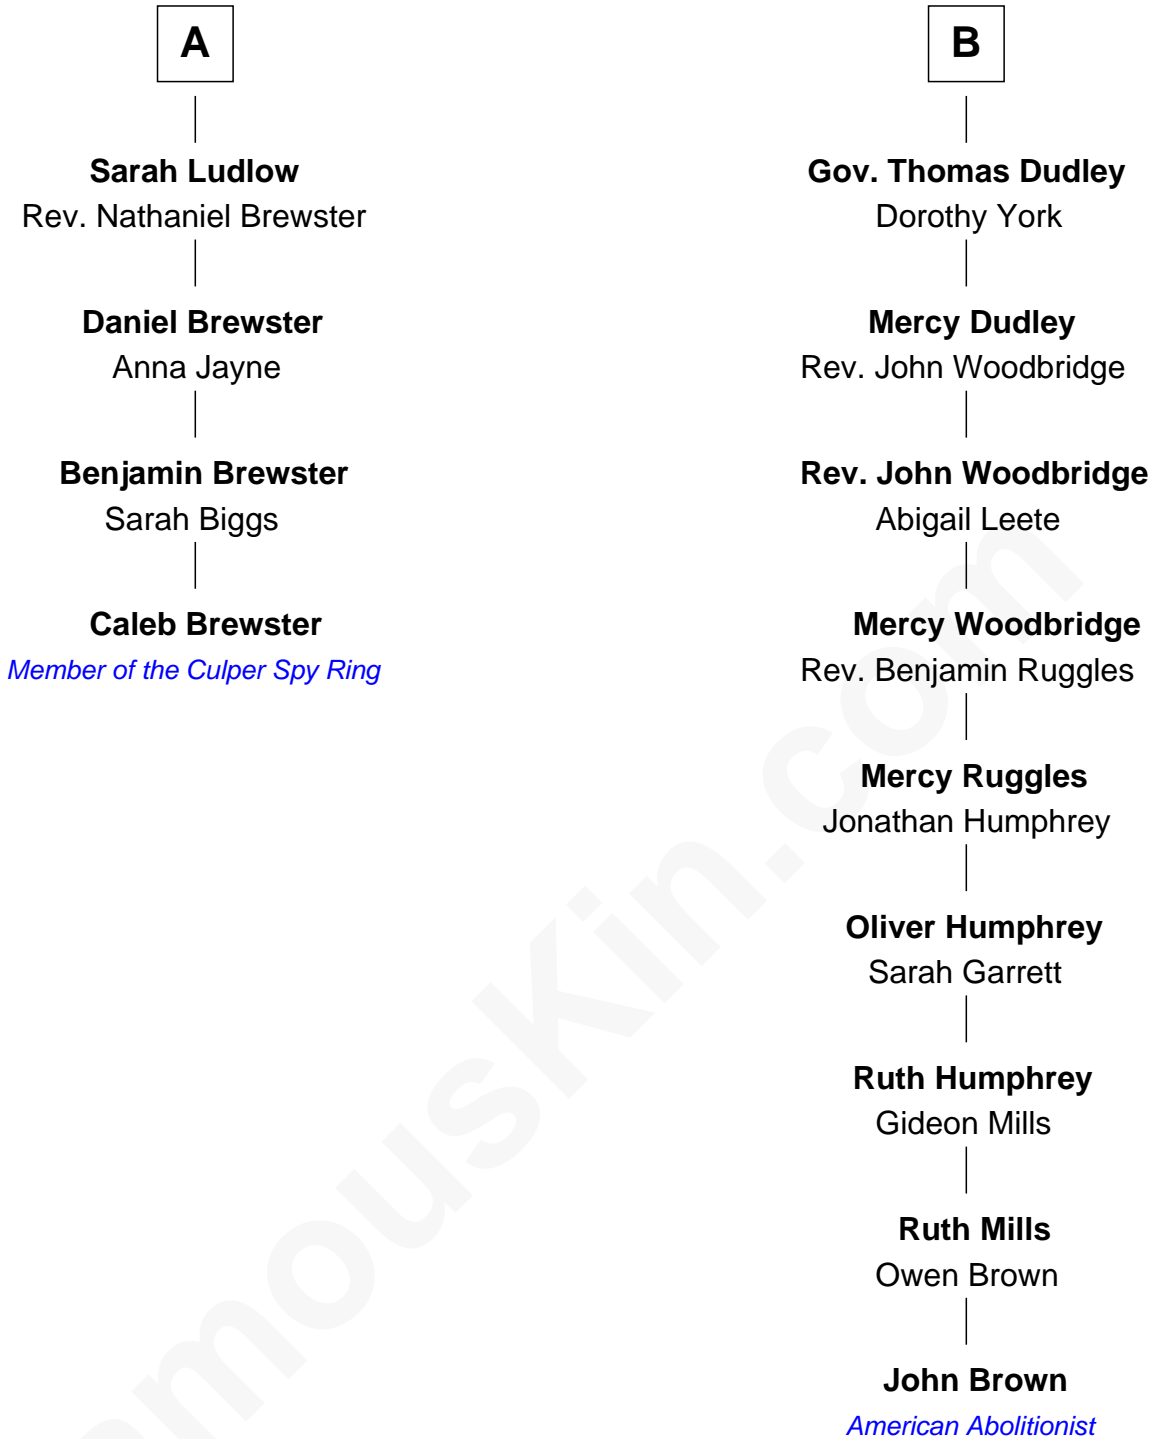 A
Sarah Ludlow
Rev. Nathaniel Brewster
Daniel Brewster
Anna Jayne
Benjamin Brewster
Sarah Biggs
Caleb Brewster
Member of the Culper Spy Ring
B
Gov. Thomas Dudley
Dorothy York
Mercy Dudley
Rev. John Woodbridge
Rev. John Woodbridge
Abigail Leete
Mercy Woodbridge
Rev. Benjamin Ruggles
Mercy Ruggles
Jonathan Humphrey
Oliver Humphrey
Sarah Garrett
Ruth Humphrey
Gideon Mills
Ruth Mills
Owen Brown
John Brown
American Abolitionist
amouskin.com